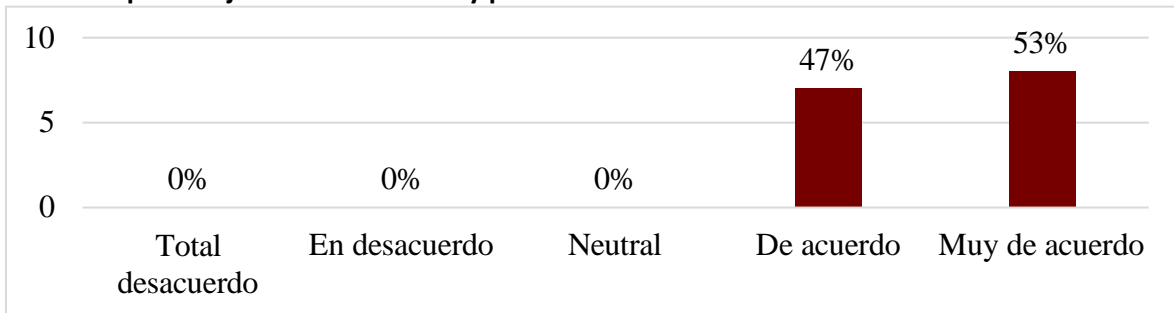 10
5
0
0%
0%
0%
47%
53%
Total
desacuerdo
En desacuerdo
Neutral
De acuerdo
Muy de acuerdo